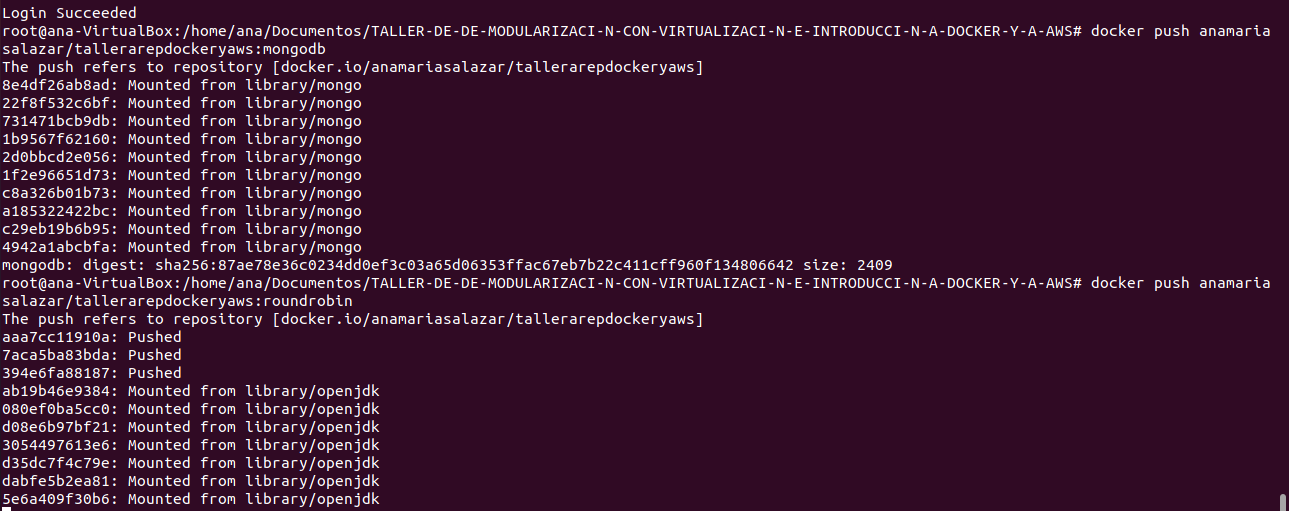 Login Succeeded
root@ana-VirtualBox:/home/ana/Documentos/TALLER-DE-DE-MODULARIZACI-N-CON-VIRTUALIZACI-N-E-INTRODUCCI-N-A-DOCKER-Y-A-AWS# docker push anamaria
salazar/tallerarepdockeryaws:mongodb
The push refers to repository [docker.io/anamariasalazar/tallerarepdockeryaws]
8e4df26ab8ad: Mounted from library/mongo
22f8f532c6bf: Mounted from library/mongo
731471bcb9db: Mounted from library/mongo
1b9567f62160: Mounted from library/mongo
2d0bbcd2e056: Mounted from library/mongo
1f2e96651d73: Mounted from library/mongo
c8a326b01b73: Mounted from library/mongo
a185322422bc: Mounted from library/mongo
c29eb19b6b95: Mounted from library/mongo
4942a1abcbfa: Mounted from library/mongo
mongodb: digest: sha256:87ae78e36c0234dd0ef3c03a65d06353ffac67eb7b22c411cff960f134806642 size: 2409
root@ana-VirtualBox:/home/ana/Documentos/TALLER-DE-DE-MODULARIZACI-N-CON-VIRTUALIZACI-N-E-INTRODUCCI-N-A-DOCKER-Y-A-AWS# docker push anamaria
salazar/tallerarepdockeryaws:roundrobin
The push refers to repository [docker.io/anamariasalazar/tallerarepdockeryaws]
aaa7cc11910a: Pushed
7aca5ba83bda: Pushed
394e6fa88187: Pushed
ab19b46e9384: Mounted from library/openjdk
080ef0ba5cc0: Mounted from library/openjdk
d08e6b97bf21: Mounted from library/openjdk
3054497613e6: Mounted from library/openjdk
d35dc7f4c79e: Mounted from library/openjdk
dabfe5b2ea81: Mounted from library/openjdk
5e6a409f30b6: Mounted from library/openjdk